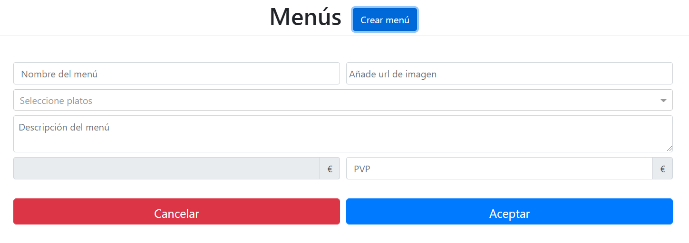 Menús Crear menú
Nombre del menú Añade url de imagen
Seleccione platos
Descripción del menú
€ PVP €
Cancelar Aceptar